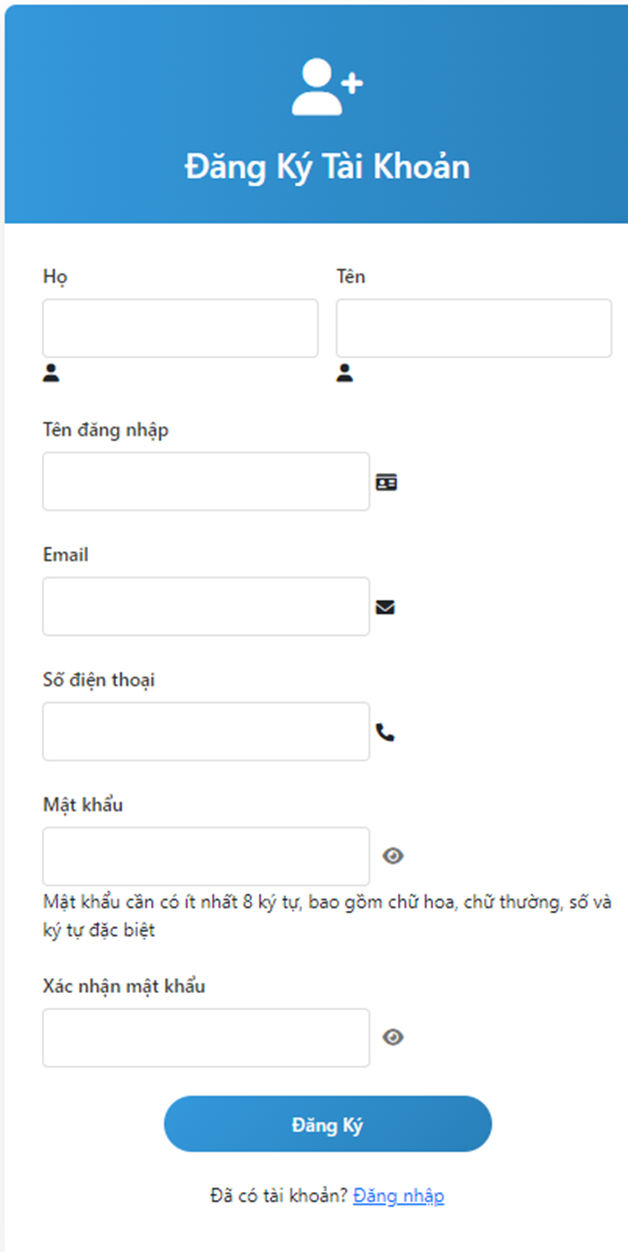 Đăng Ký Tài Khoản
Họ
Tên
Tên đăng nhập
Email
Số điện thoại
Mật khẩu
Mật khẩu cần có ít nhất 8 ký tự, bao gồm chữ hoa, chữ thường, số và
ký tự đặc biệt
Xác nhận mật khẩu
Đăng Ký
Đã có tài khoản? Đăng nhập